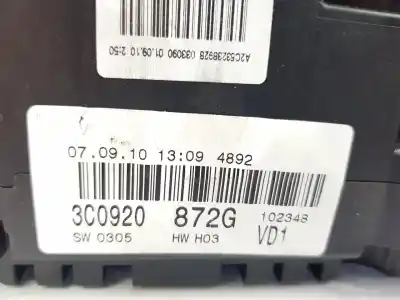 A2C53238928 033090 01.09.10 2:50
07.09.10 13:09 4892
3C0920 872G 102348
SW 0305 HW H03 VD1